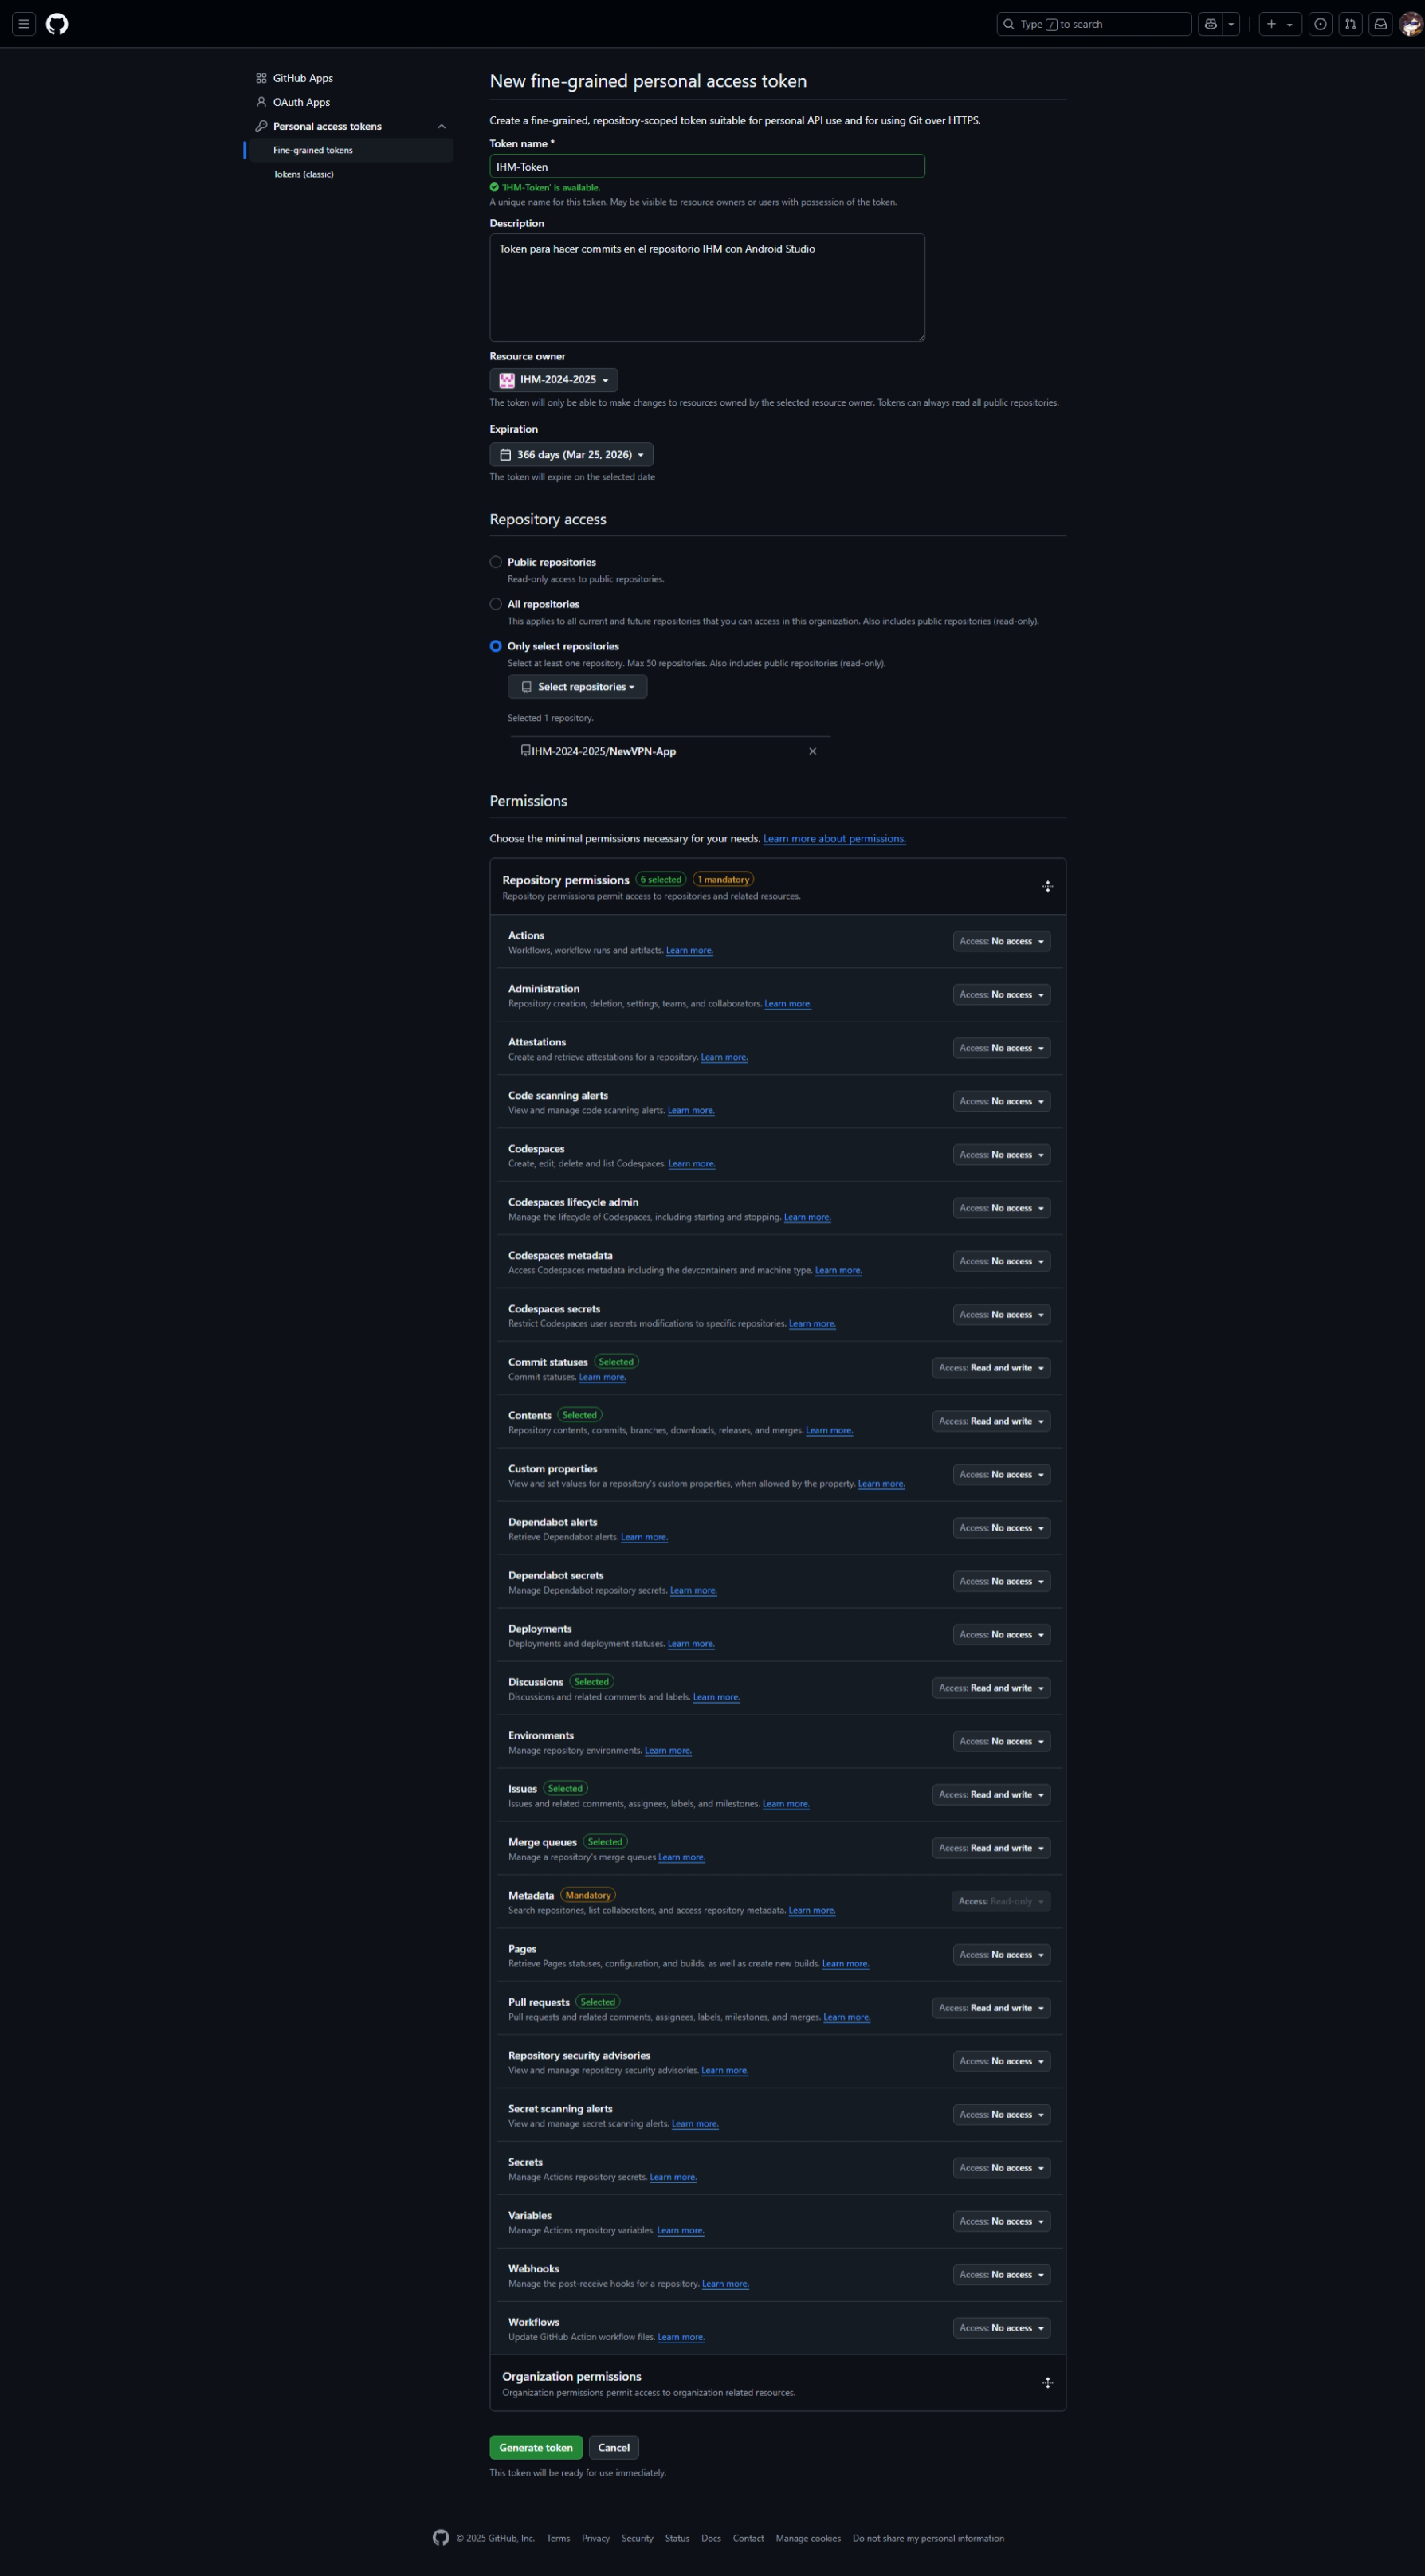 Type / to search
GitHub Apps
OAuth Apps
Personal access tokens
Fine-grained tokens
Tokens (classic)
New fine-grained personal access token
Create a fine-grained, repository-scoped token suitable for personal API use and for using Git over HTTPS.
Token name *
IHM-Token
'IHM-Token' is available.
A unique name for this token. May be visible to resource owners or users with possession of the token.
Description
Token para hacer commits en el repositorio IHM con Android Studio
Resource owner
IHM-2024-2025
The token will only be able to make changes to resources owned by the selected resource owner. Tokens can always read all public repositories.
Expiration
366 days (Mar 25, 2026)
The token will expire on the selected date
Repository access
Public repositories
Read-only access to public repositories.
All repositories
This applies to all current and future repositories that you can access in this organization. Also includes public repositories (read-only).
Only select repositories
Select at least one repository. Max 50 repositories. Also includes public repositories (read-only).
Select repositories
Selected 1 repository.
IHM-2024-2025/NewVPN-App
Permissions
Choose the minimal permissions necessary for your needs. Learn more about permissions.
Repository permissions 6 selected 1 mandatory
Repository permissions permit access to repositories and related resources.
Actions
Workflows, workflow runs and artifacts. Learn more.
Access: No access
Administration
Repository creation, deletion, settings, teams, and collaborators. Learn more.
Access: No access
Attestations
Create and retrieve attestations for a repository. Learn more.
Access: No access
Code scanning alerts
View and manage code scanning alerts. Learn more.
Access: No access
Codespaces
Create, edit, delete and list Codespaces. Learn more.
Access: No access
Codespaces lifecycle admin
Manage the lifecycle of Codespaces, including starting and stopping. Learn more.
Access: No access
Codespaces metadata
Access Codespaces metadata including the devcontainers and machine type. Learn more.
Access: No access
Codespaces secrets
Restrict Codespaces user secrets modifications to specific repositories. Learn more.
Access: No access
Commit statuses Selected
Commit statuses. Learn more.
Access: Read and write
Contents Selected
Repository contents, commits, branches, downloads, releases, and merges. Learn more.
Access: Read and write
Custom properties
View and set values for a repository's custom properties, when allowed by the property. Learn more.
Access: No access
Dependabot alerts
Retrieve Dependabot alerts. Learn more.
Access: No access
Dependabot secrets
Manage Dependabot repository secrets. Learn more.
Access: No access
Deployments
Deployments and deployment statuses. Learn more.
Access: No access
Discussions Selected
Discussions and related comments and labels. Learn more.
Access: Read and write
Environments
Manage repository environments. Learn more.
Access: No access
Issues Selected
Issues and related comments, assignees, labels, and milestones. Learn more.
Access: Read and write
Merge queues Selected
Manage a repository's merge queues Learn more.
Access: Read and write
Metadata Mandatory
Search repositories, list collaborators, and access repository metadata. Learn more.
Access: Read-only
Pages
Retrieve Pages statuses, configuration, and builds, as well as create new builds. Learn more.
Access: No access
Pull requests Selected
Pull requests and related comments, assignees, labels, milestones, and merges. Learn more.
Access: Read and write
Repository security advisories
View and manage repository security advisories. Learn more.
Access: No access
Secret scanning alerts
View and manage secret scanning alerts. Learn more.
Access: No access
Secrets
Manage Actions repository secrets. Learn more.
Access: No access
Variables
Manage Actions repository variables. Learn more.
Access: No access
Webhooks
Manage the post-receive hooks for a repository. Learn more.
Access: No access
Workflows
Update GitHub Action workflow files. Learn more.
Access: No access
Organization permissions
Organization permissions permit access to organization related resources.
Generate token Cancel
This token will be ready for use immediately.
© 2025 GitHub, Inc. Terms Privacy Security Status Docs Contact Manage cookies Do not share my personal information